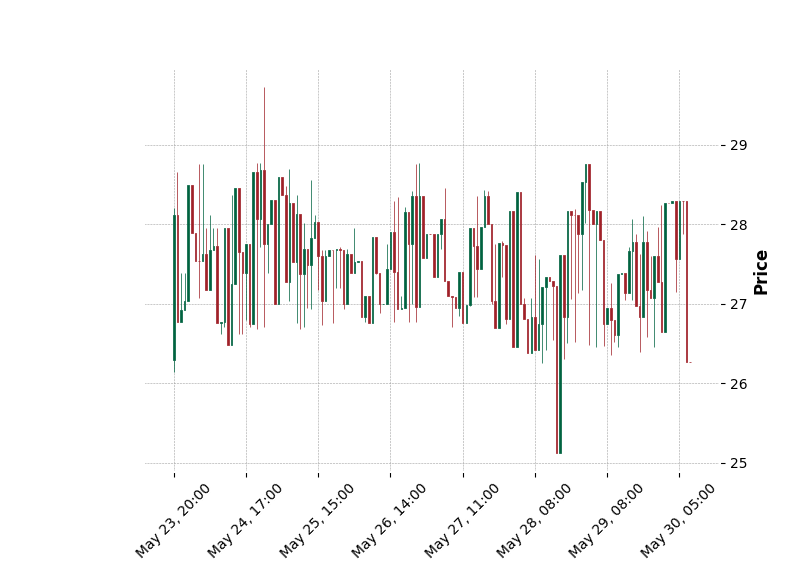 29
28
27
26
25
Price
May 23, 20:00
May 24, 17:00
May 25, 15:00
May 26, 14:00
May 27, 11:00
May 28, 08:00
May 29, 08:00
May 30, 05:00